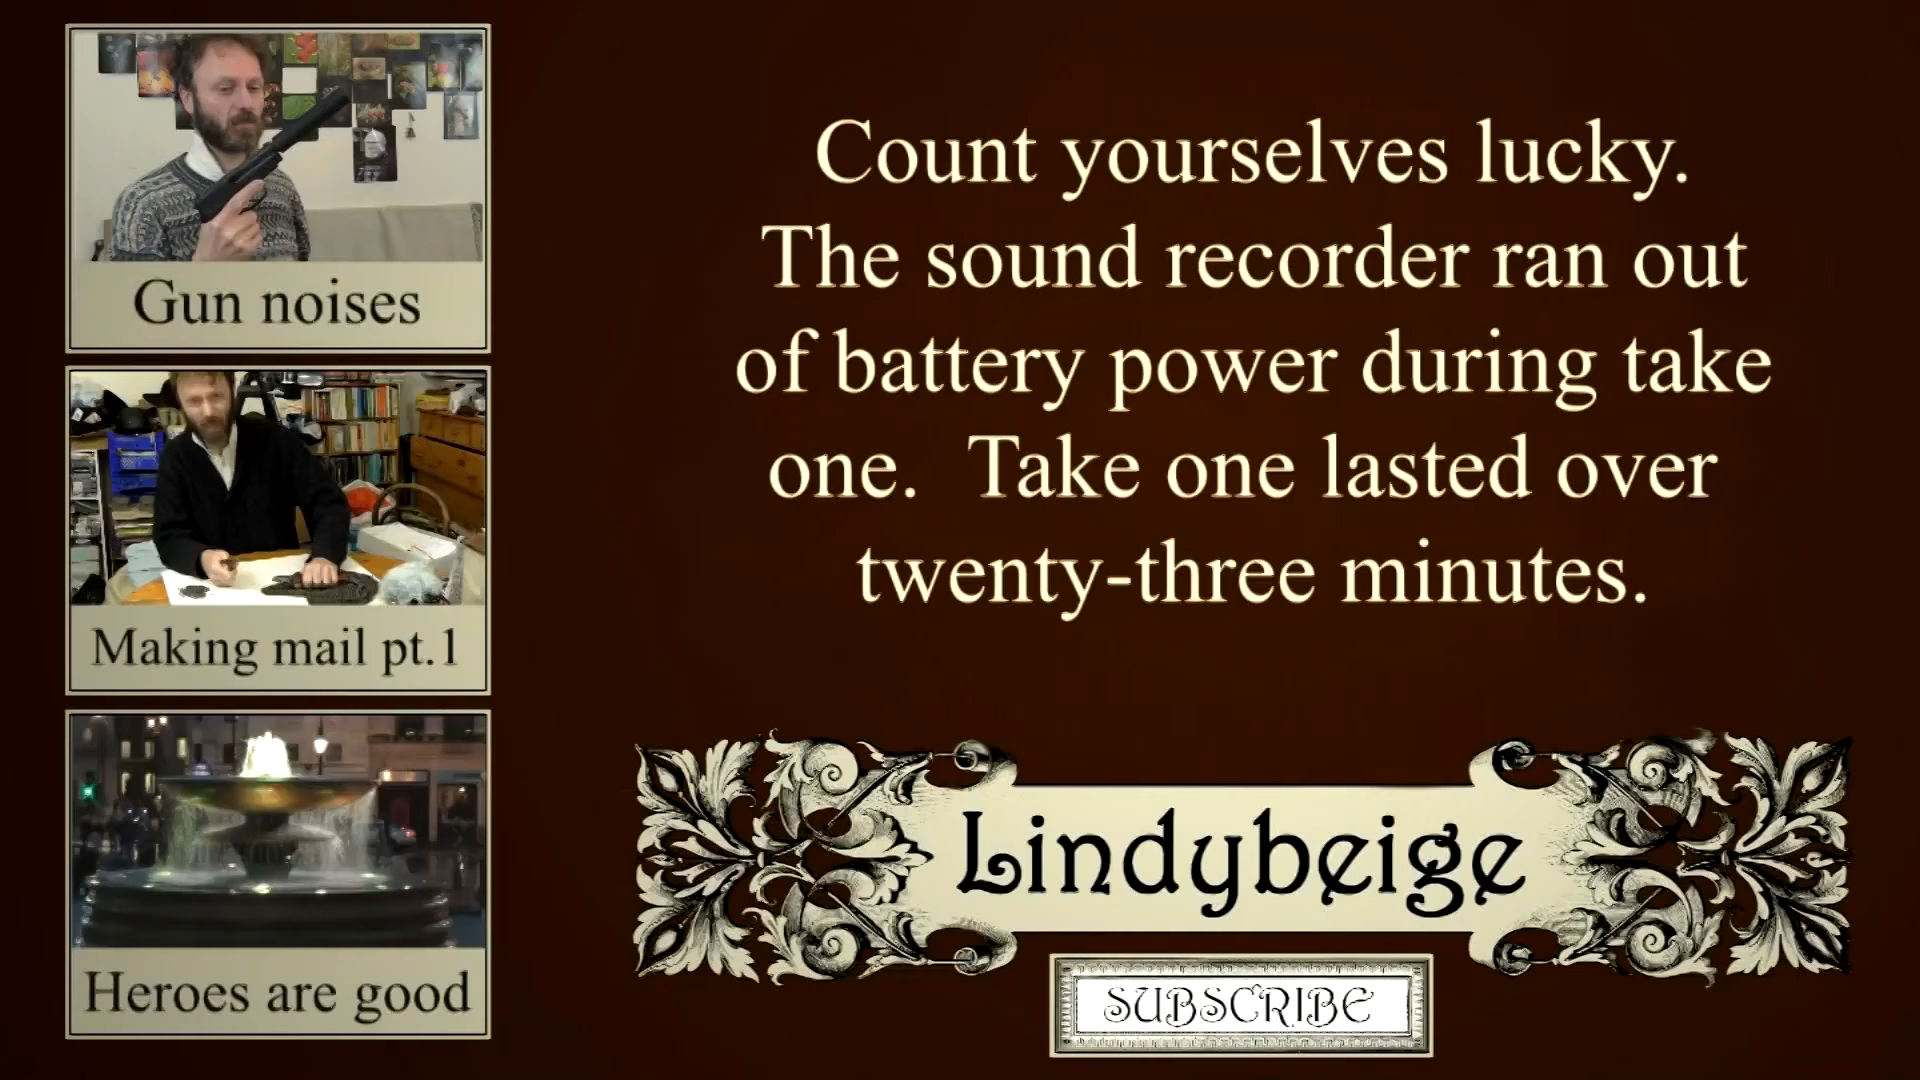 Gun noises
Making mail pt.1
Heroes are good
Count yourselves lucky.
The sound recorder ran out
of battery power during take
one.  Take one lasted over
twenty-three minutes.
Lindybeige
SUBSCRIBE